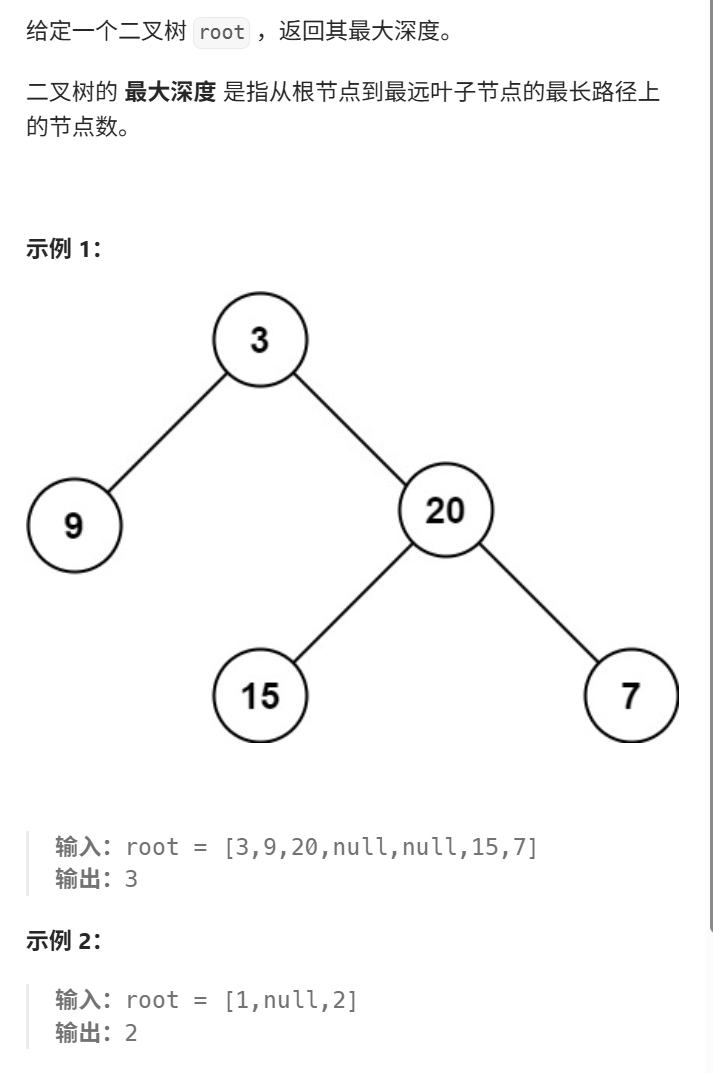 给定一个二叉树 root ，返回其最大深度。
二叉树的 最大深度 是指从根节点到最远叶子节点的最长路径上
的节点数。
示例 1：
3
9
20
15
7
输入：root = [3,9,20,null,null,15,7]
输出：3
示例 2：
输入：root = [1,null,2]
输出：2